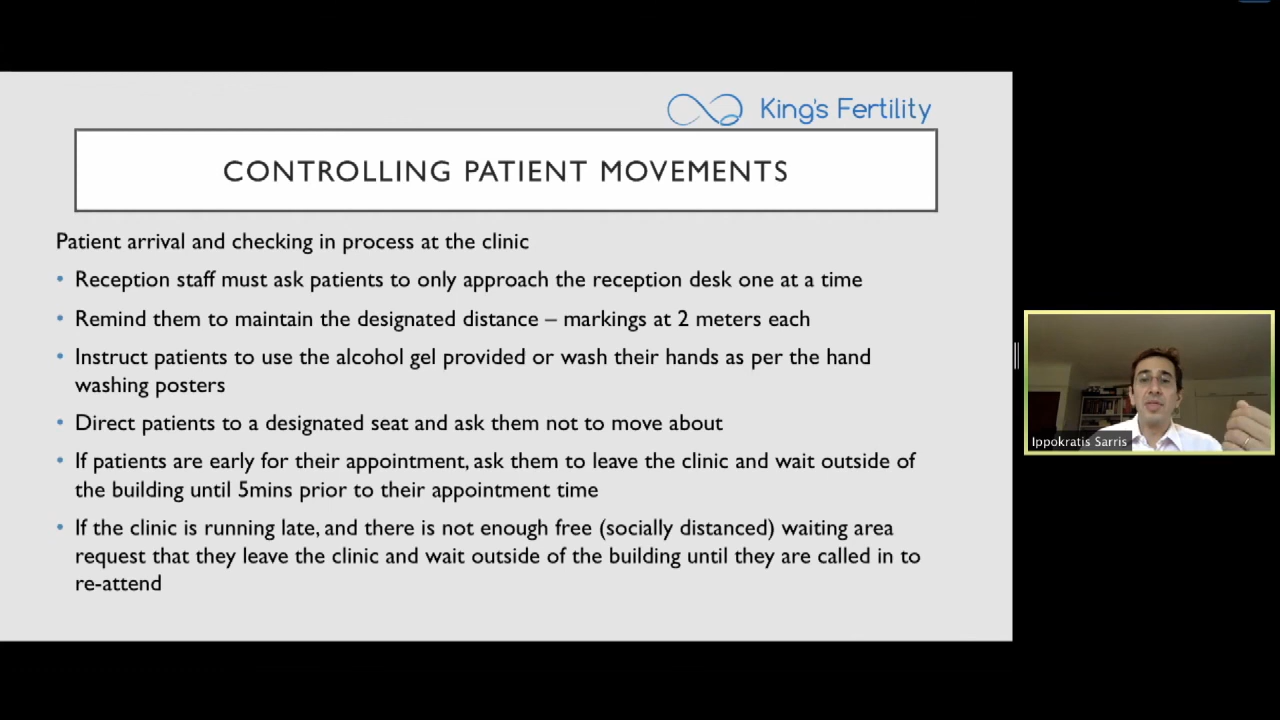 King's Fertility
CONTROLLING PATIENT MOVEMENTS
Patient arrival and checking in process at the clinic
• Reception staff must ask patients to only approach the reception desk one at a time
• Remind them to maintain the designated distance – markings at 2 meters each
• Instruct patients to use the alcohol gel provided or wash their hands as per the hand
washing posters
• Direct patients to a designated seat and ask them not to move about
• If patients are early for their appointment, ask them to leave the clinic and wait outside of
the building until 5mins prior to their appointment time
• If the clinic is running late, and there is not enough free (socially distanced) waiting area
request that they leave the clinic and wait outside of the building until they are called in to
re-attend
Ippokratis Sarris